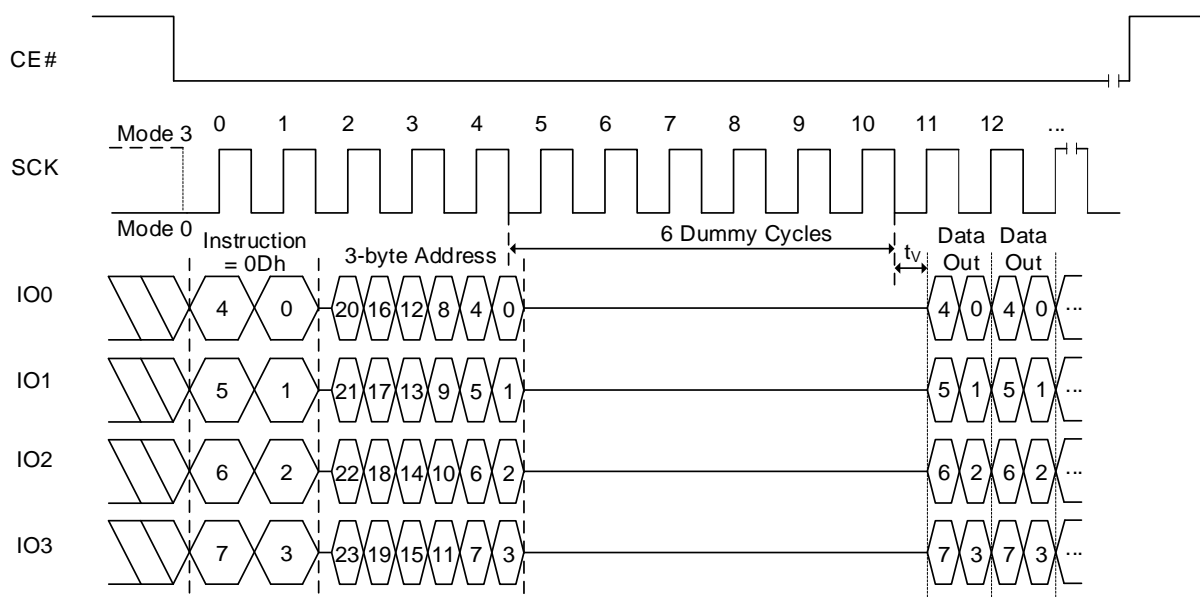 CE#
0 1 2 3 4 5 6 7 8 9 10 11 12 ...
Mode 3
SCK
Mode 0
Instruction
= 0Dh
3-byte Address
6 Dummy Cycles
tV
Data
Out
Data
Out
IO0
4 0 20 16 12 8 4 0 4 0 4 0 ...
IO1
5 1 21 17 13 9 5 1 5 1 5 1 ...
IO2
6 2 22 18 14 10 6 2 6 2 6 2 ...
IO3
7 3 23 19 15 11 7 3 7 3 7 3 ...